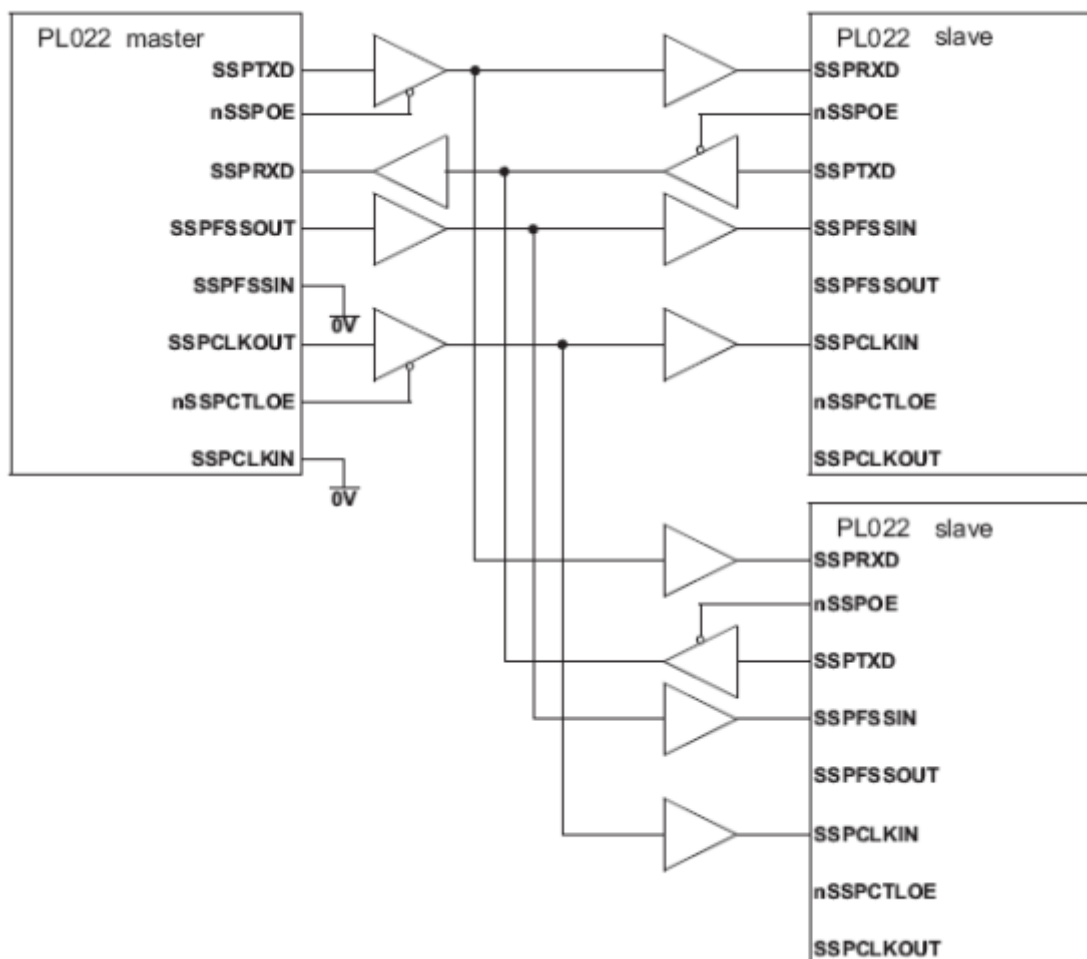 PL022 master
SSPTXD
nSSPOE
SSPRXD
SSPFSSOUT
SSPFSSIN
0V
SSPCLKOUT
nSSPCTLOE
SSPCLKIN
0V
PL022 slave
SSPRXD
nSSPOE
SSPTXD
SSPFSSIN
SSPFSSOUT
SSPCLKIN
nSSPCTLOE
SSPCLKOUT
PL022 slave
SSPRXD
nSSPOE
SSPTXD
SSPFSSIN
SSPFSSOUT
SSPCLKIN
nSSPCTLOE
SSPCLKOUT